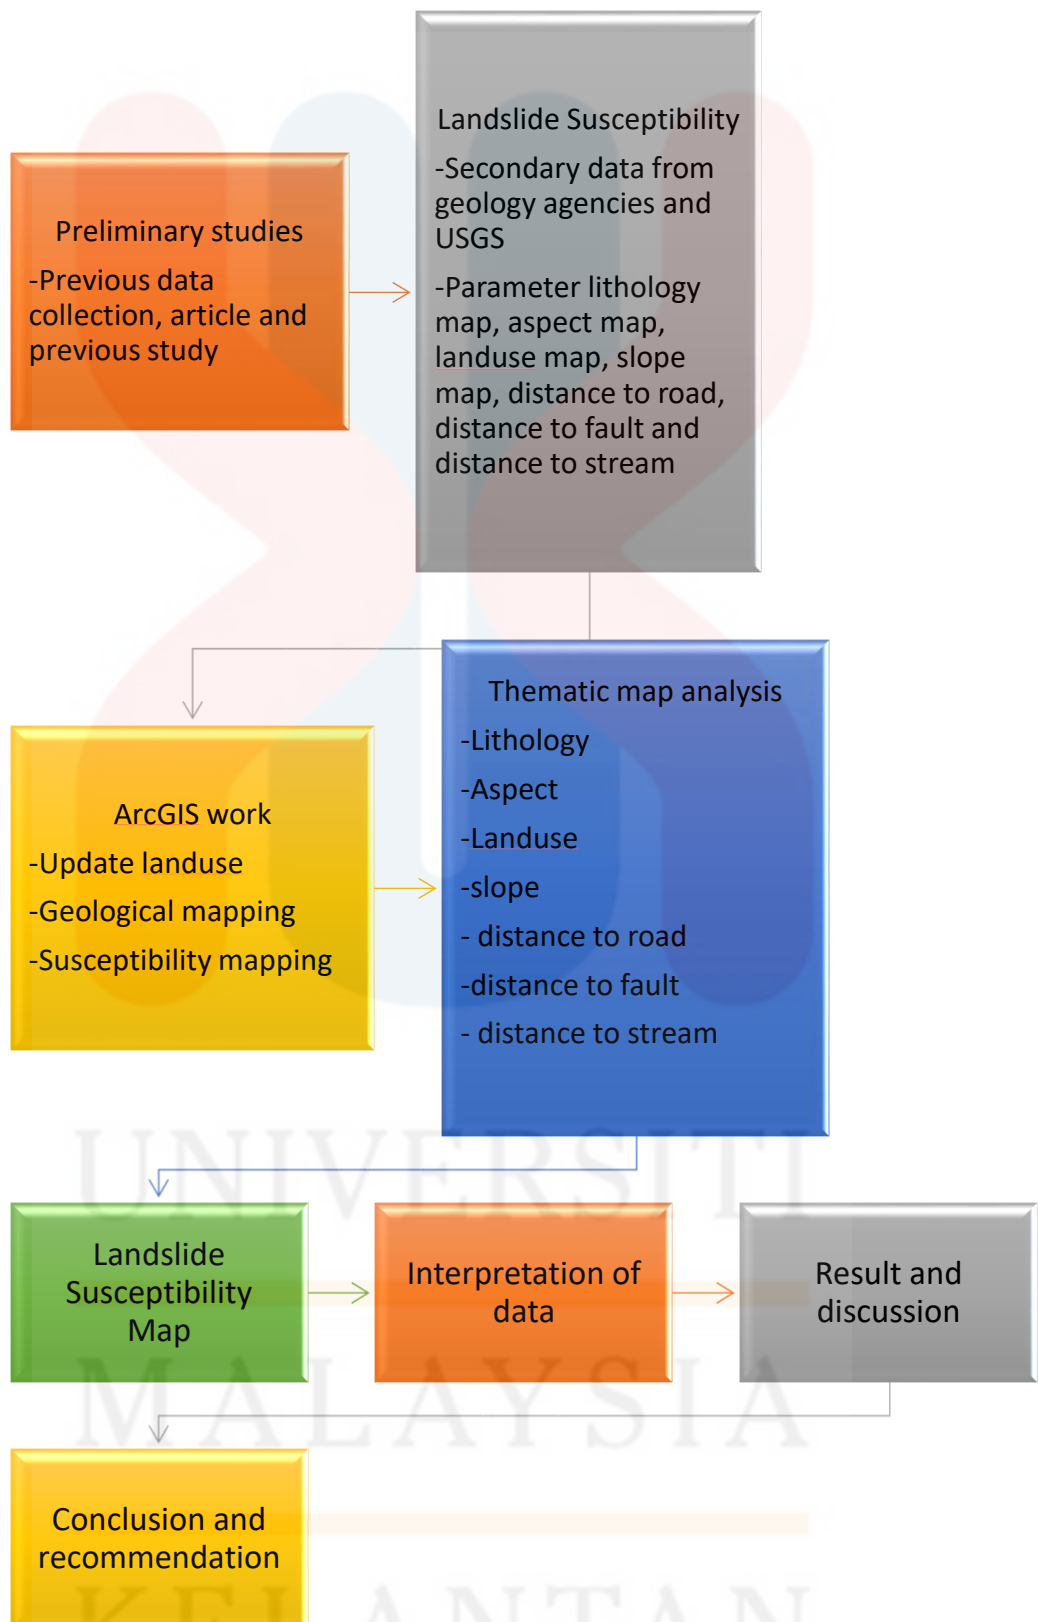 Preliminary studies
-Previous data
collection, article and
previous study
Landslide Susceptibility
-Secondary data from
geology agencies and
USGS
-Parameter lithology
map, aspect map,
landuse map, slope
map, distance to road,
distance to fault and
distance to stream
ArcGIS work
-Update landuse
-Geological mapping
-Susceptibility mapping
Thematic map analysis
-Lithology
-Aspect
-Landuse
-slope
- distance to road
-distance to fault
- distance to stream
Landslide
Susceptibility
Map
Interpretation of
data
Result and
discussion
Conclusion and
recommendation
UNIVERSITI
MALAYSIA
KELANTAN